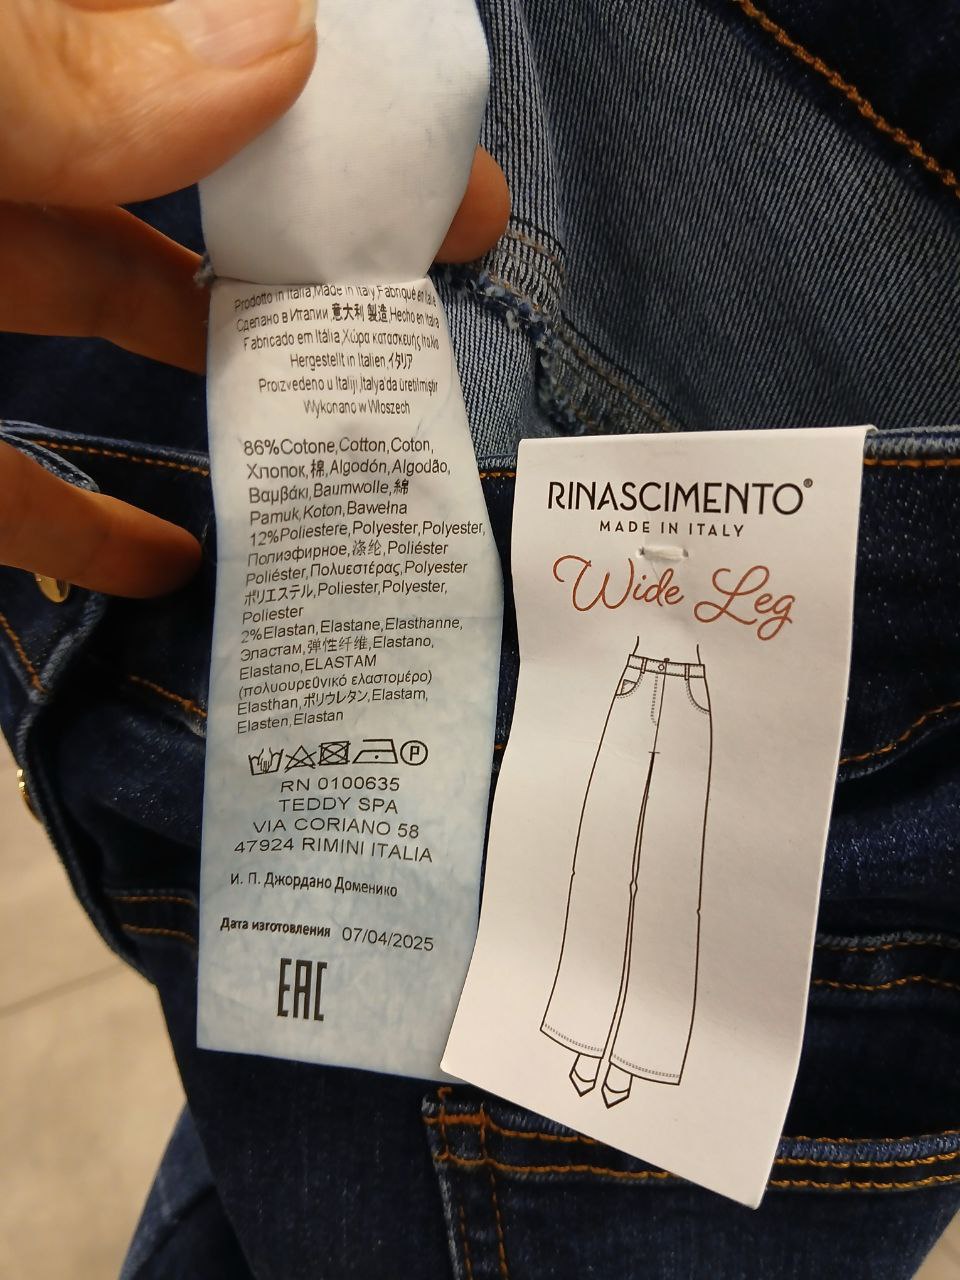 Prodotto in Italia,Made in Italy,Fabriqué en Italie
Сделано в Италии,意大利 製造,Hecho en Italia
Fabricado em Itália,Χώρα κατασκευής Ιταλία
Hergestellt in Italien,イタリア
Proizvedeno u Italiji,Italya'da üretilmiştir
Wykonano w Włoszech
86%Cotone,Cotton,Coton,
Хлопок,棉,Algodón,Algodão,
Βαμβάκι,Baumwolle,綿
Pamuk,Koton,Bawełna
12%Poliestere,Polyester,Polyester,
Полиэфирное,涤纶,Poliéster
Poliéster,Πολυεστέρας,Polyester
ポリエステル,Poliester,Polyester,
Poliester
2%Elastan,Elastane,Elasthanne,
Эластам,弹性纤维,Elastano,
Elastano,ELASTAM
(πολυουρεθνικό ελαστομέρο)
Elasthan,ポリウレタン,Elastam,
Elasten,Elastan
P
RN 0100635
TEDDY SPA
VIA CORIANO 58
47924 RIMINI ITALIA
И. П. Джордано Доменико
Дата изготовления 07/04/2025
EAC
RINASCIMENTO®
MADE IN ITALY
Wide Leg